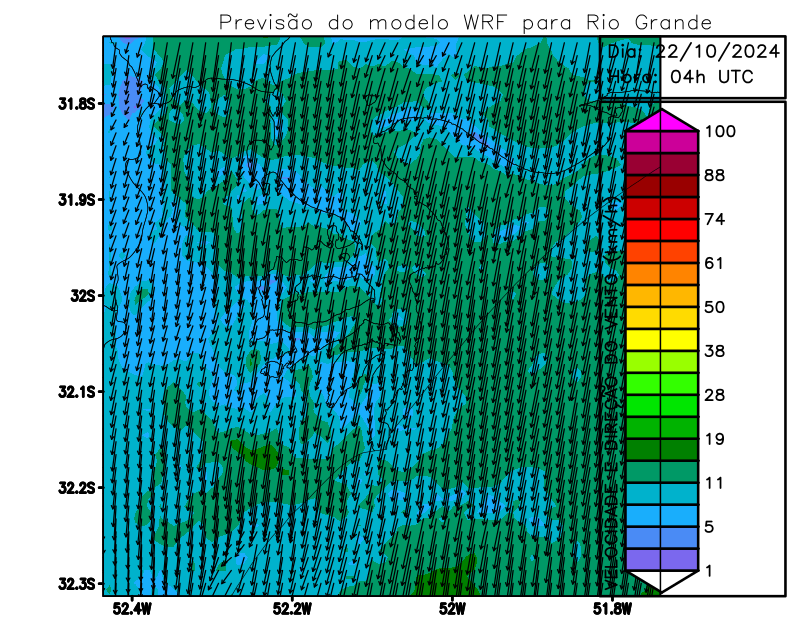 Previsão do modelo WRF para Rio Grande
Dia: 22/10/2024
Hora: 04h UTC
31.8S
31.9S
32S
32.1S
32.2S
32.3S
52.4W
52.2W
52W
51.8W
VELOCIDADE E DIREÇÃO DO VENTO (km/h)
100
88
74
61
50
38
28
19
11
5
1